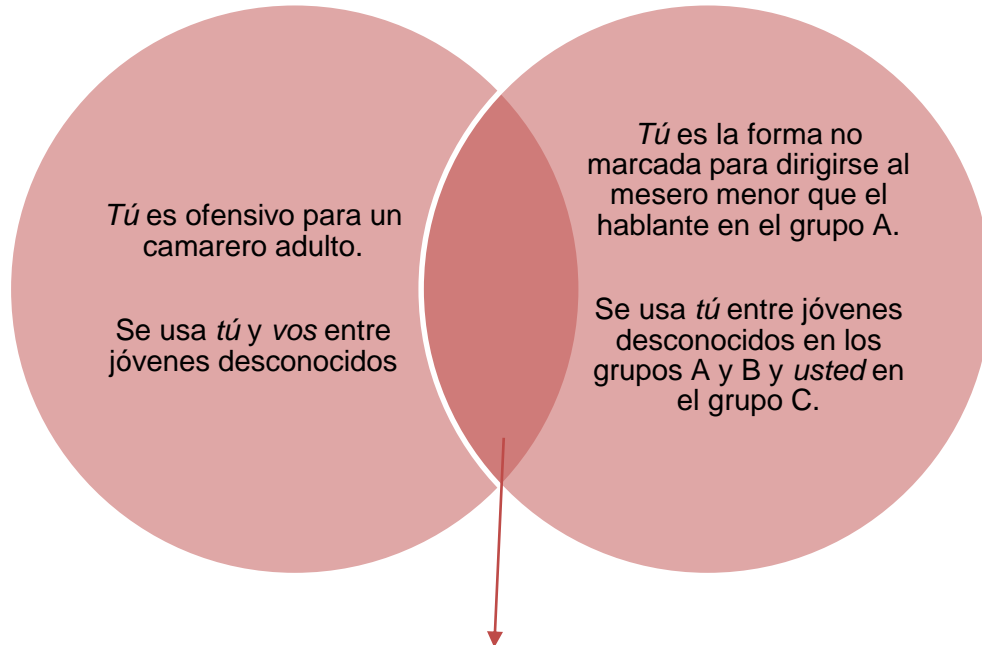 Tú es ofensivo para un
camarero adulto.
Se usa tú y vos entre
jóvenes desconocidos
Tú es la forma no
marcada para dirigirse al
mesero menor que el
hablante en el grupo A.
Se usa tú entre jóvenes
desconocidos en los
grupos A y B y usted en
el grupo C.